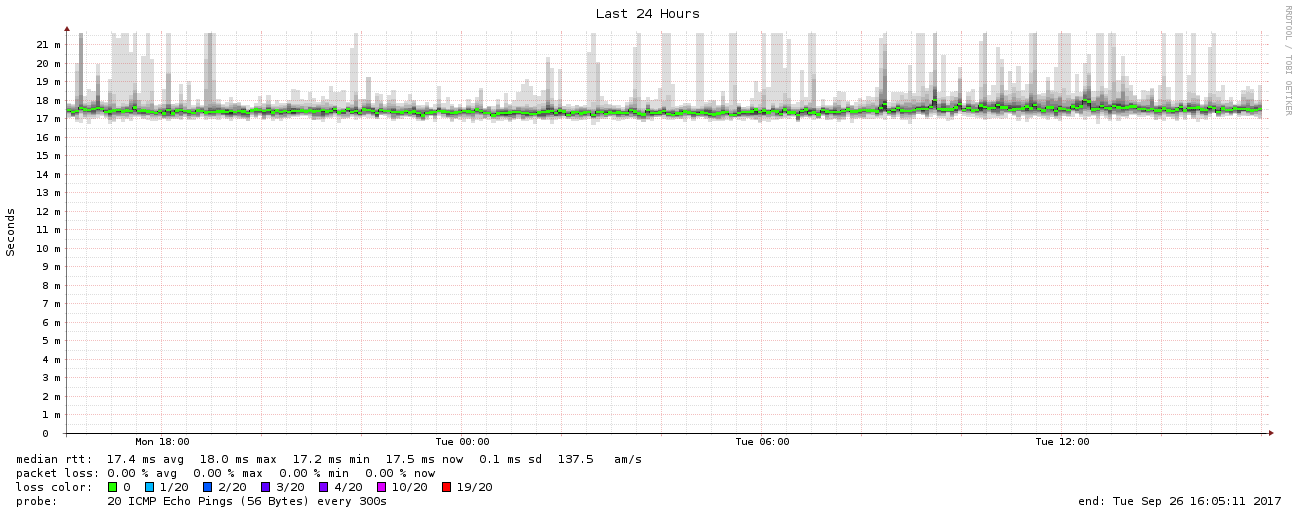 Last 24 Hours
RRDTOOL / TOBI OETIKER
Seconds
21 m
20 m
19 m
18 m
17 m
16 m
15 m
14 m
13 m
12 m
11 m
10 m
9 m
8 m
7 m
6 m
5 m
4 m
3 m
2 m
1 m
0
Mon 18:00 Tue 00:00 Tue 06:00 Tue 12:00
median rtt: 17.4 ms avg 18.0 ms max 17.2 ms min 17.5 ms now 0.1 ms sd 137.5 am/s
packet loss: 0.00 % avg 0.00 % max 0.00 % min 0.00 % now
loss color: 0 1/20 2/20 3/20 4/20 10/20 19/20
probe: 20 ICMP Echo Pings (56 Bytes) every 300s end: Tue Sep 26 16:05:11 2017